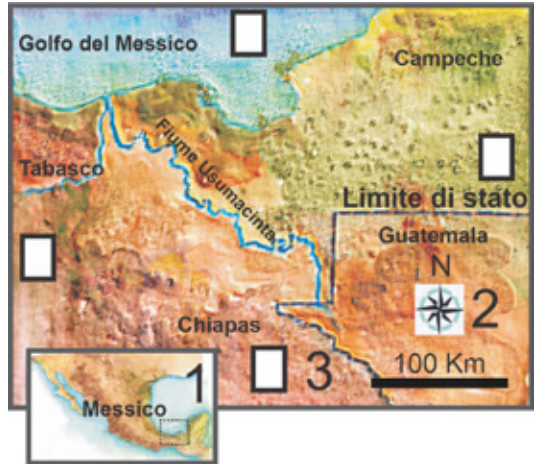 Golfo del Messico
Campeche
Fiume Usumacinta
Tabasco
Limite di stato
Guatemala
N
2
Chiapas
3
100 Km
1
Messico